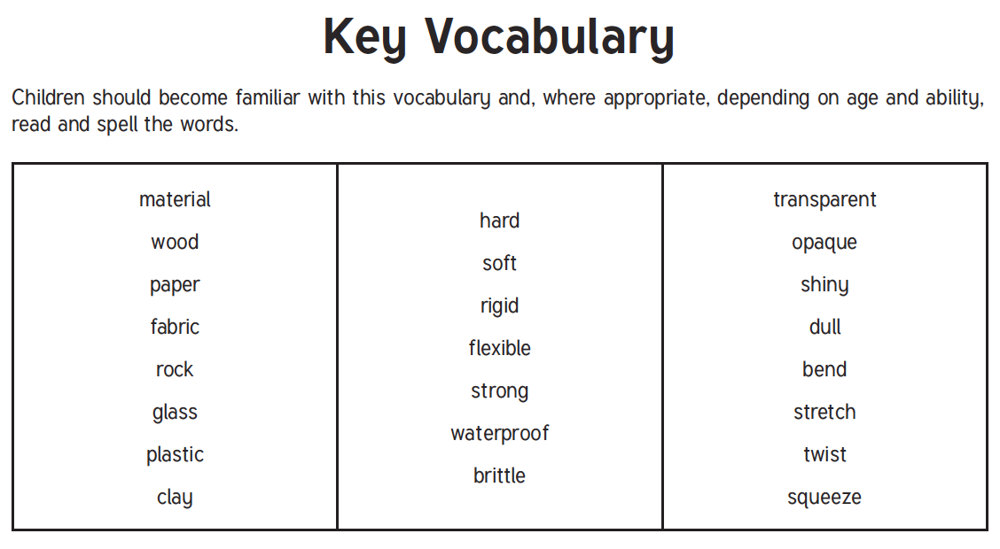 Key Vocabulary
Children should become familiar with this vocabulary and, where appropriate, depending on age and ability,
read and spell the words.
material
wood
paper
fabric
rock
glass
plastic
clay
hard
soft
rigid
flexible
strong
waterproof
brittle
transparent
opaque
shiny
dull
bend
stretch
twist
squeeze